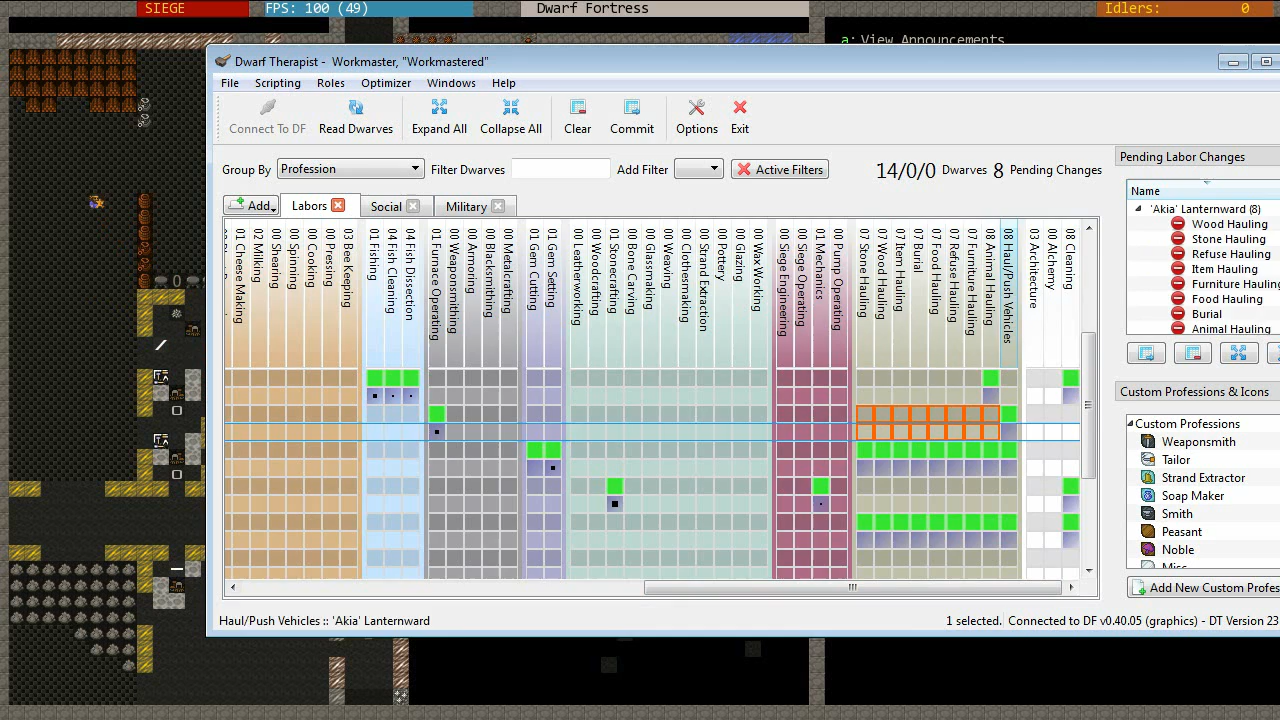 SIEGE
FPS: 100 (49)
Dwarf Fortress
Idlers: 0
a: View Announcements
Dwarf Therapist - Workmaster, "Workmastered"
File Scripting Roles Optimizer Windows Help
Connect To DF Read Dwarves Expand All Collapse All Clear Commit Options Exit
Group By Profession Filter Dwarves Add Filter Active Filters 14/0/0 Dwarves 8 Pending Changes
Add Labors Social Military
01 Cheese Making
02 Milking
00 Shearing
00 Spinning
00 Cooking
00 Pressing
03 Bee Keeping
01 Fishing
04 Fish Cleaning
04 Fish Dissection
01 Furnace Operating
00 Weaponsmithing
00 Armoring
00 Blacksmithing
00 Metalcrafting
01 Gem Cutting
01 Gem Setting
00 Leatherworking
00 Woodcrafting
01 Stonecrafting
00 Bone Carving
00 Glassmaking
00 Weaving
00 Clothesmaking
00 Strand Extraction
00 Pottery
00 Glazing
00 Wax Working
00 Siege Engineering
00 Siege Operating
01 Mechanics
00 Pump Operating
07 Stone Hauling
07 Wood Hauling
07 Item Hauling
07 Burial
07 Food Hauling
07 Refuse Hauling
07 Furniture Hauling
08 Animal Hauling
08 Haul/Push Vehicles
03 Architecture
00 Alchemy
08 Cleaning
Pending Labor Changes
Name
'Akia' Lanternward (8)
Wood Hauling
Stone Hauling
Refuse Hauling
Item Hauling
Furniture Hauling
Food Hauling
Burial
Animal Hauling
Custom Professions & Icons
Custom Professions
Weaponsmith
Tailor
Strand Extractor
Soap Maker
Smith
Peasant
Noble
Misc
Add New Custom Profes
Haul/Push Vehicles :: 'Akia' Lanternward
1 selected. Connected to DF v0.40.05 (graphics) - DT Version 23